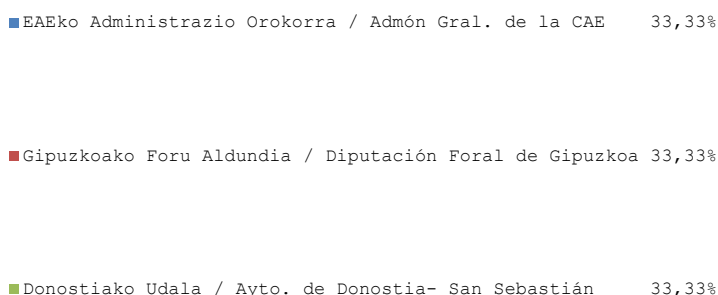 EAEko Administrazio Orokorra / Admón Gral. de la CAE 33,33%
Gipuzkoako Foru Aldundia / Diputación Foral de Gipuzkoa 33,33%
Donostiako Udala / Ayto. de Donostia- San Sebastián 33,33%